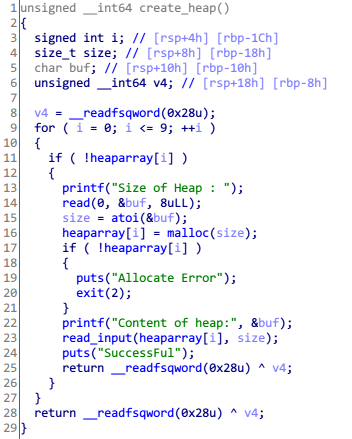 1 unsigned __int64 create_heap()
2 {
3 signed int i; // [rsp+4h] [rbp-1Ch]
4 size_t size; // [rsp+8h] [rbp-18h]
5 char buf; // [rsp+10h] [rbp-10h]
6 unsigned __int64 v4; // [rsp+18h] [rbp-8h]
7
8 v4 = __readfsqword(0x28u);
9 for ( i = 0; i <= 9; ++i )
10 {
11 if ( !heaparray[i] )
12 {
13 printf("Size of Heap : ");
14 read(0, &buf, 8uLL);
15 size = atoi(&buf);
16 heaparray[i] = malloc(size);
17 if ( !heaparray[i] )
18 {
19 puts("Allocate Error");
20 exit(2);
21 }
22 printf("Content of heap:", &buf);
23 read_input(heaparray[i], size);
24 puts("SuccessFul");
25 return __readfsqword(0x28u) ^ v4;
26 }
27 }
28 return __readfsqword(0x28u) ^ v4;
29 }